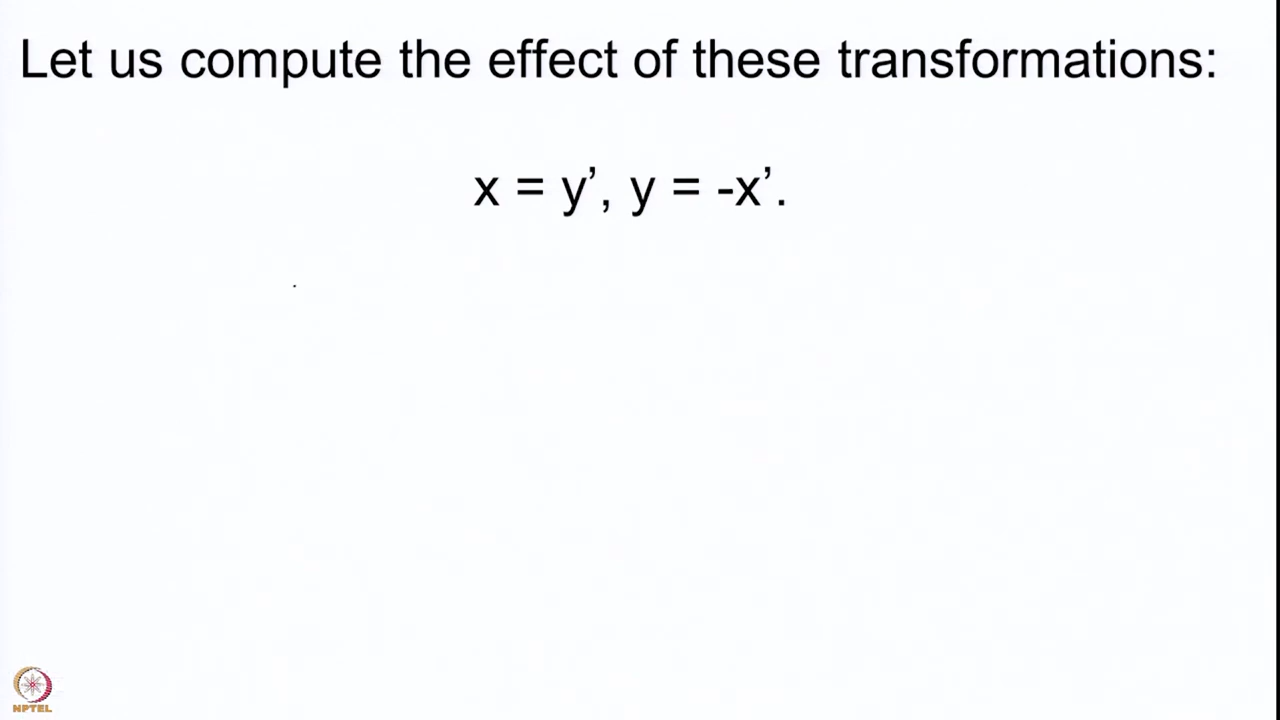 Let us compute the effect of these transformations:
x = y’, y = -x’.
NPTEL